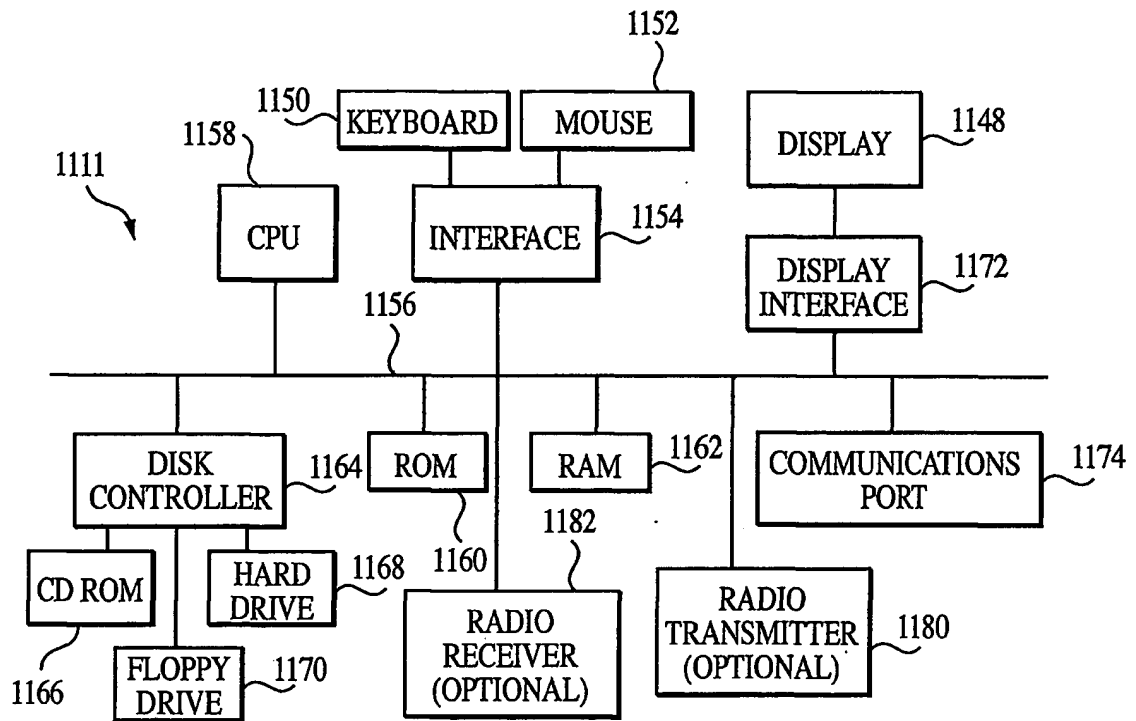 1152
1150
KEYBOARD
MOUSE
1158
DISPLAY
1148
1111
CPU
INTERFACE
1154
DISPLAY
INTERFACE
1172
1156
DISK
CONTROLLER
1164
ROM
RAM
1162
COMMUNICATIONS
PORT
1174
1160
1182
CD ROM
HARD
DRIVE
1168
RADIO
RECEIVER
(OPTIONAL)
RADIO
TRANSMITTER
(OPTIONAL)
1180
1166
FLOPPY
DRIVE
1170